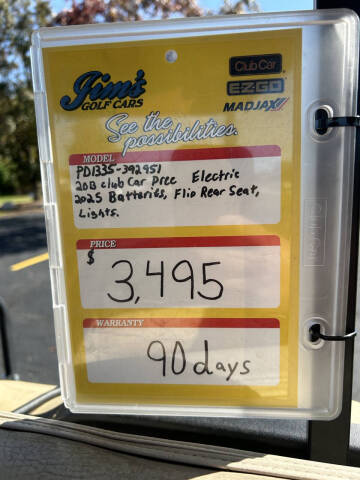 Jim's
GOLF CARS
Club Car
E-Z-GO
MADJAX
See the
possibilities.
MODEL
PD1335-392951
2013 Club Car Prec Electric
2025 Batteries, Flip Rear Seat,
Lights.
PRICE
$ 3,495
WARRANTY
90 days